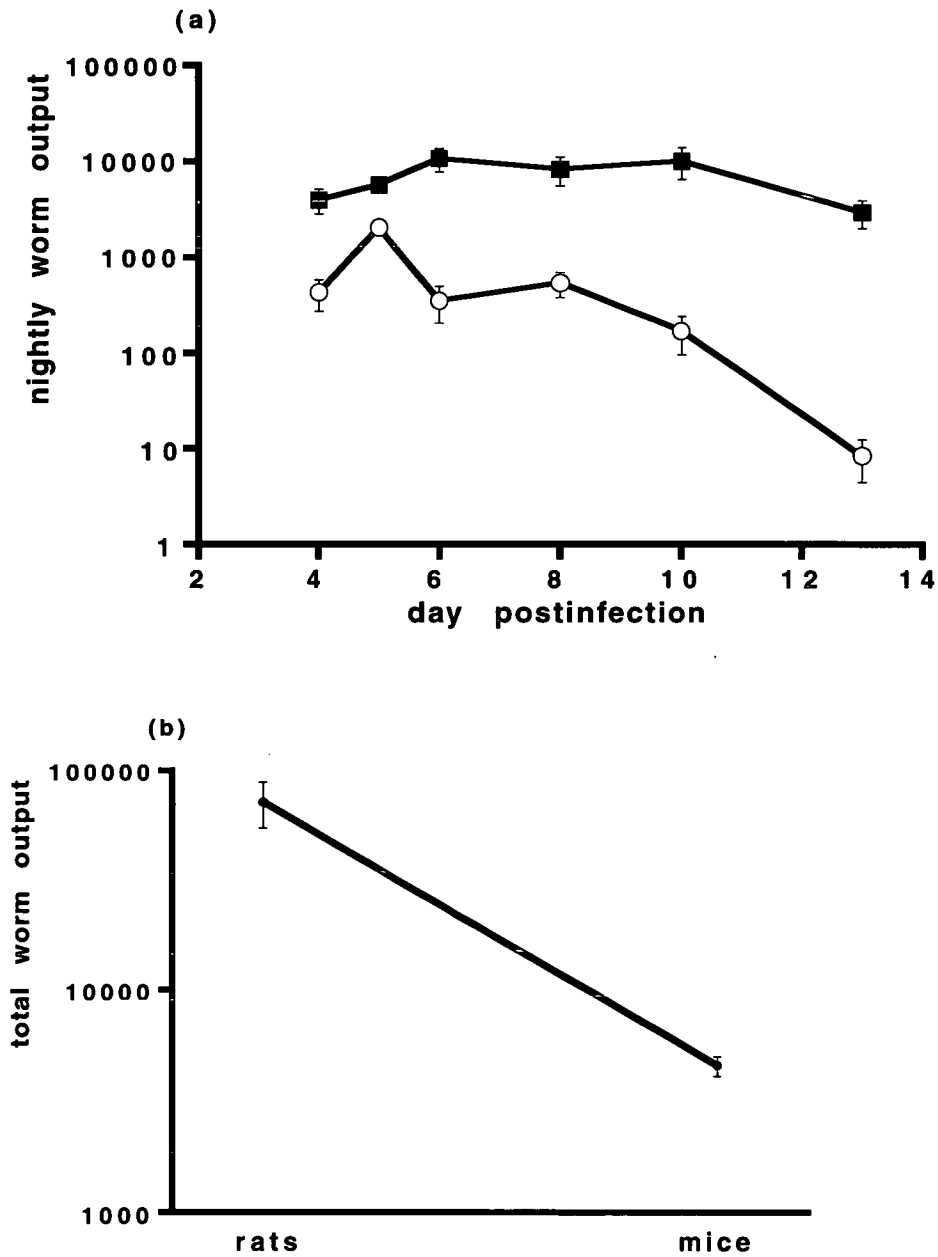 (a)
nightly worm output
100000
10000
1000
100
10
1
2 4 6 8 10 12 14
day postinfection
(b)
total worm output
100000
10000
1000
rats mice